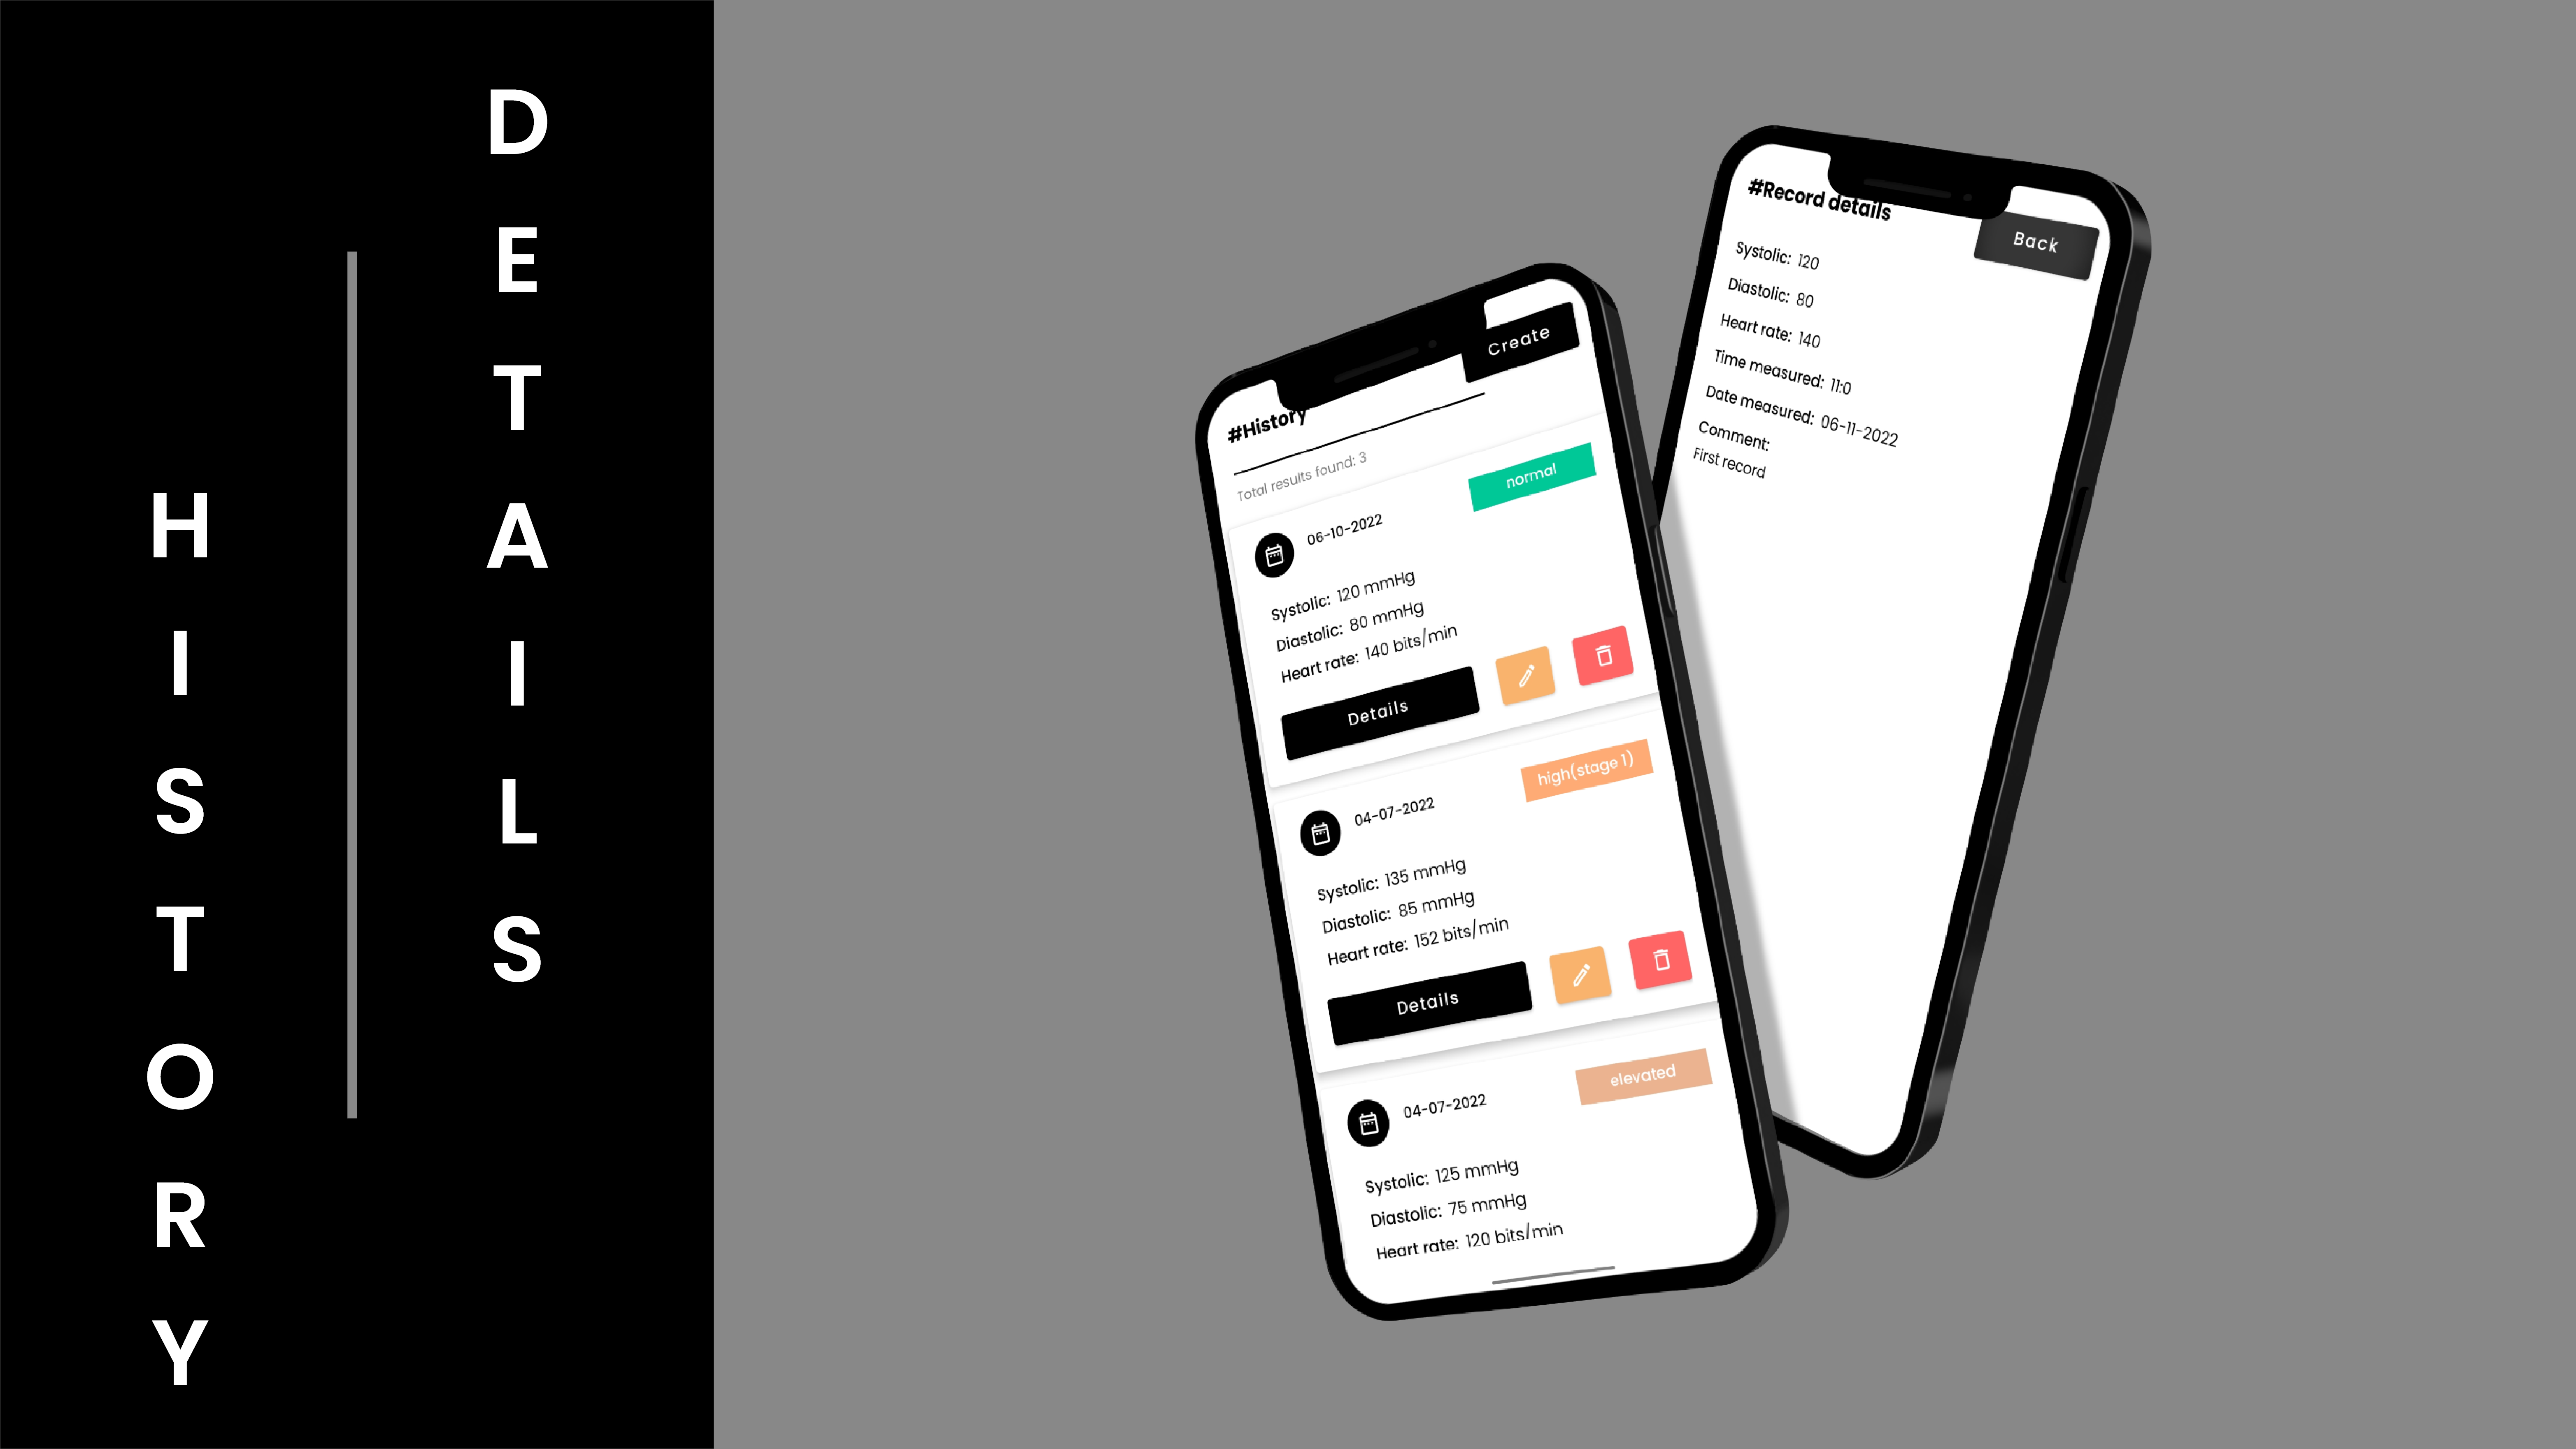 HISTORY
DETAILS
#History
Create
Total results found: 3
06-10-2022
normal
Systolic: 120 mmHg
Diastolic: 80 mmHg
Heart rate: 140 bits/min
Details
04-07-2022
high(stage 1)
Systolic: 135 mmHg
Diastolic: 85 mmHg
Heart rate: 152 bits/min
Details
04-07-2022
elevated
Systolic: 125 mmHg
Diastolic: 75 mmHg
Heart rate: 120 bits/min
#Record details
Back
Systolic: 120
Diastolic: 80
Heart rate: 140
Time measured: 11:0
Date measured: 06-11-2022
Comment:
First record